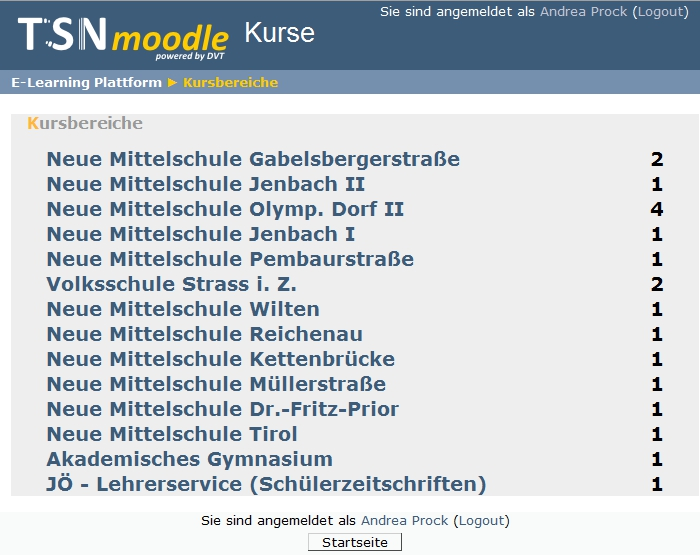 Sie sind angemeldet als Andrea Prock (Logout)
TSN moodle Kurse
powered by DVT
E-Learning Plattform ► Kursbereiche
Kursbereiche
Neue Mittelschule Gabelsbergerstraße 2
Neue Mittelschule Jenbach II 1
Neue Mittelschule Olymp. Dorf II 4
Neue Mittelschule Jenbach I 1
Neue Mittelschule Pembaurstraße 1
Volksschule Strass i. Z. 2
Neue Mittelschule Wilten 1
Neue Mittelschule Reichenau 1
Neue Mittelschule Kettenbrücke 1
Neue Mittelschule Müllerstraße 1
Neue Mittelschule Dr.-Fritz-Prior 1
Neue Mittelschule Tirol 1
Akademisches Gymnasium 1
JÖ - Lehrerservice (Schülerzeitschriften) 1
Sie sind angemeldet als Andrea Prock (Logout)
Startseite